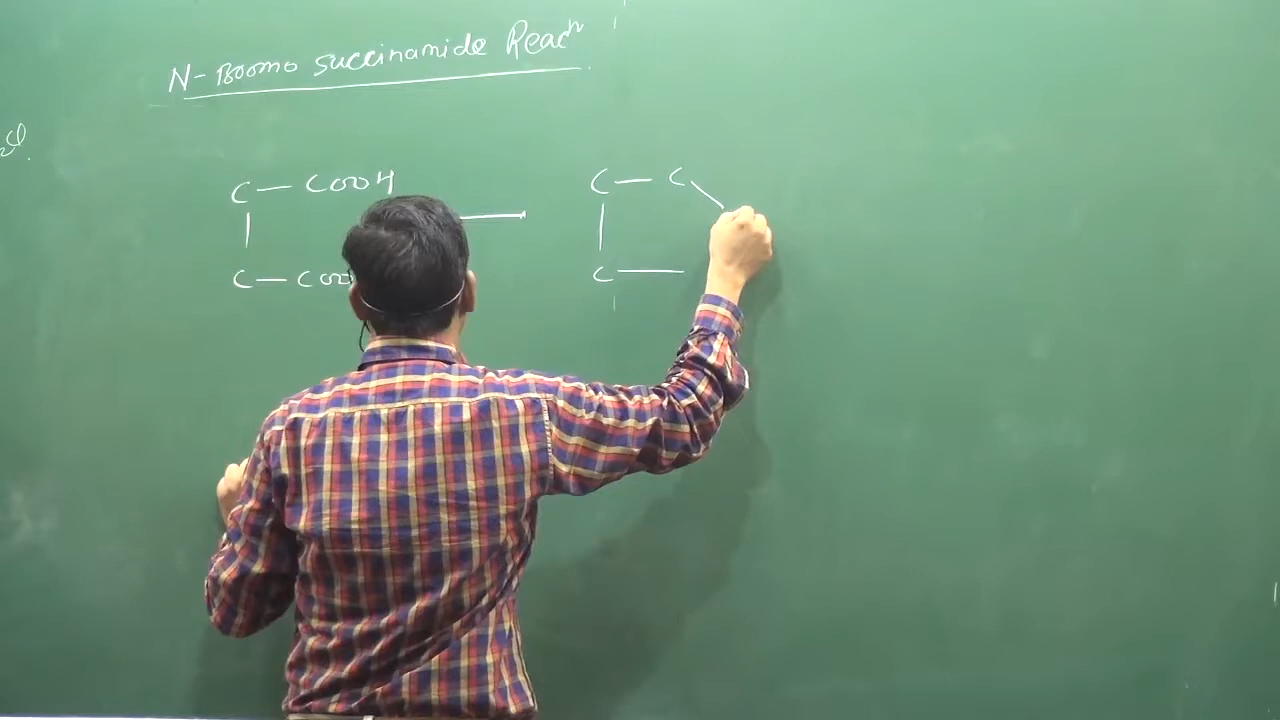 N-Bromo succinamide Reacⁿ
C — COOH
C — COO
C — C
C —